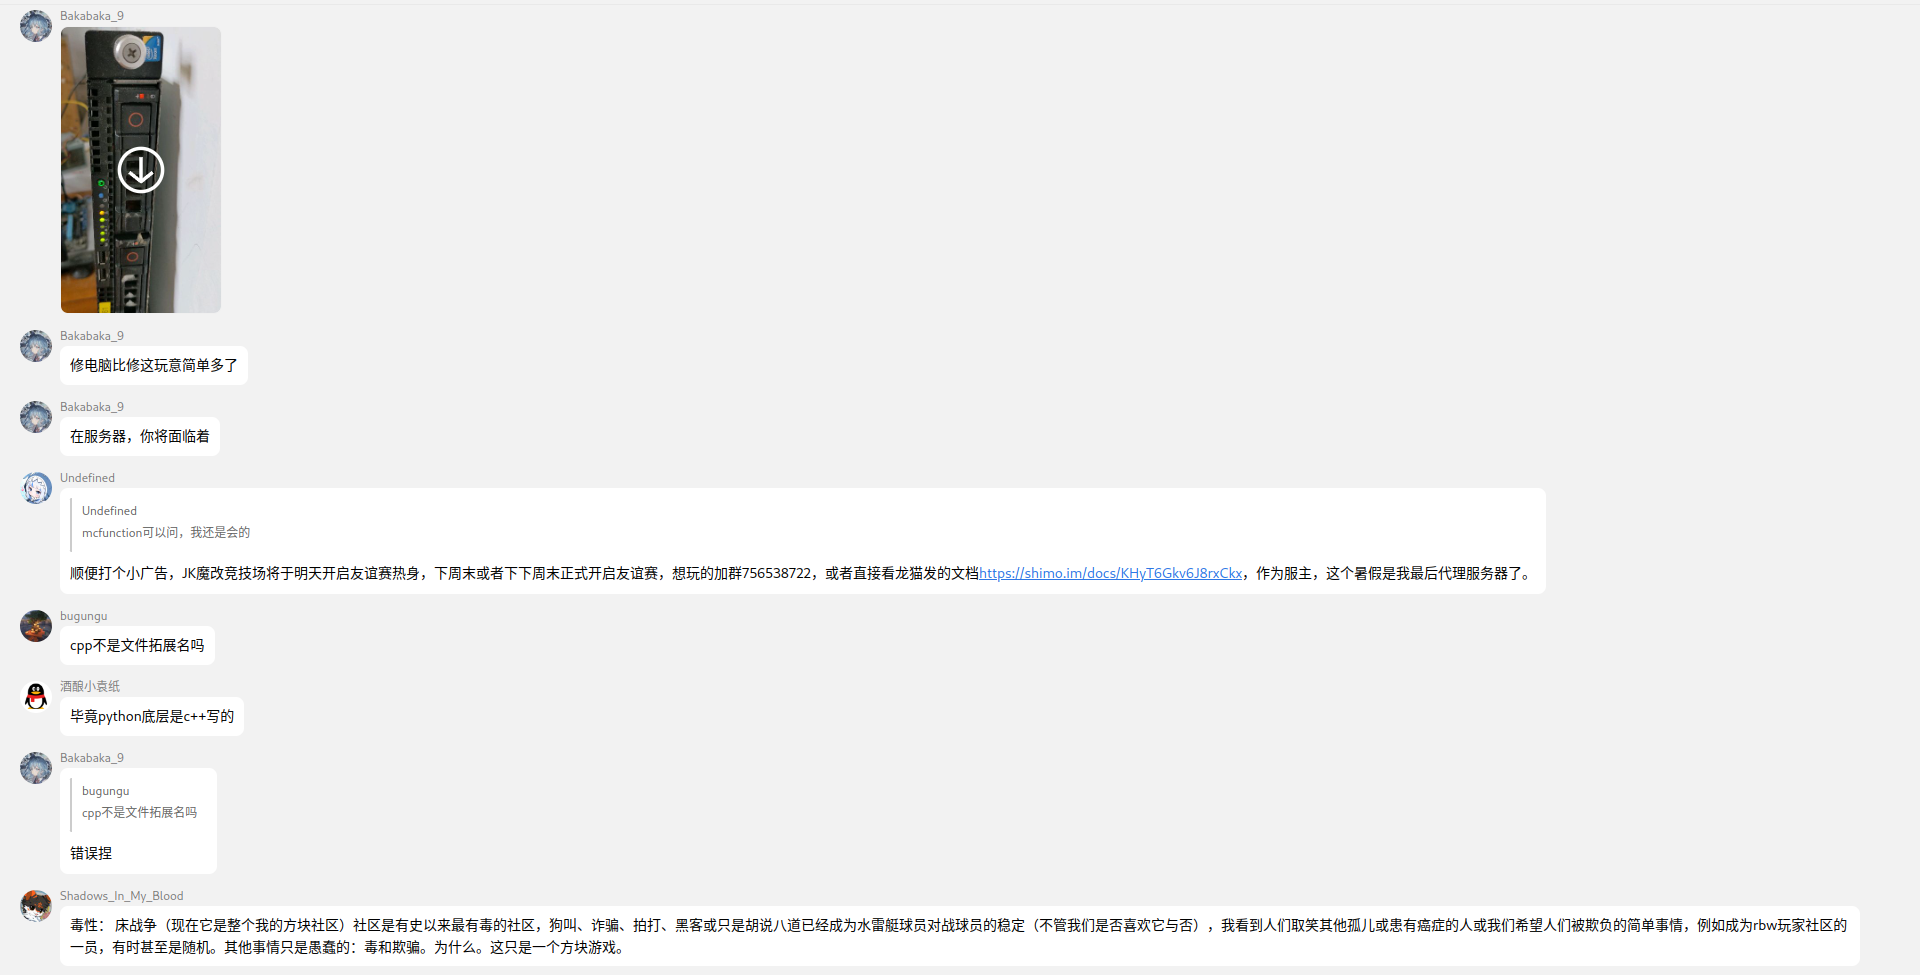 Bakabaka_9
Bakabaka_9
修电脑比修这玩意简单多了
Bakabaka_9
在服务器，你将面临着
Undefined
Undefined
mcfunction可以问，我还是会的
顺便打个小广告，JK魔改竞技场将于明天开启友谊赛热身，下周末或者下下周末正式开启友谊赛，想玩的加群756538722，或者直接看龙猫发的文档https://shimo.im/docs/KHyT6Gkv6J8rxCkx，作为服主，这个暑假是我最后代理服务器了。
bugungu
cpp不是文件拓展名吗
酒酿小袁纸
毕竟python底层是c++写的
Bakabaka_9
bugungu
cpp不是文件拓展名吗
错误捏
Shadows_In_My_Blood
毒性： 床战争（现在它是整个我的方块社区）社区是有史以来最有毒的社区，狗叫、诈骗、拍打、黑客或只是胡说八道已经成为水雷艇球员对战球员的稳定（不管我们是否喜欢它与否），我看到人们取笑其他孤儿或患有癌症的人或我们希望人们被欺负的简单事情，例如成为rbw玩家社区的
一员，有时甚至是随机。其他事情只是愚蠢的：毒和欺骗。为什么。这只是一个方块游戏。